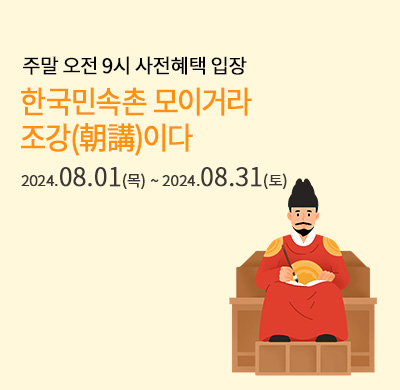 주말 오전 9시 사전혜택 입장
한국민속촌 모이거라
조강(朝講)이다
2024.08.01(목) ~ 2024.08.31(토)